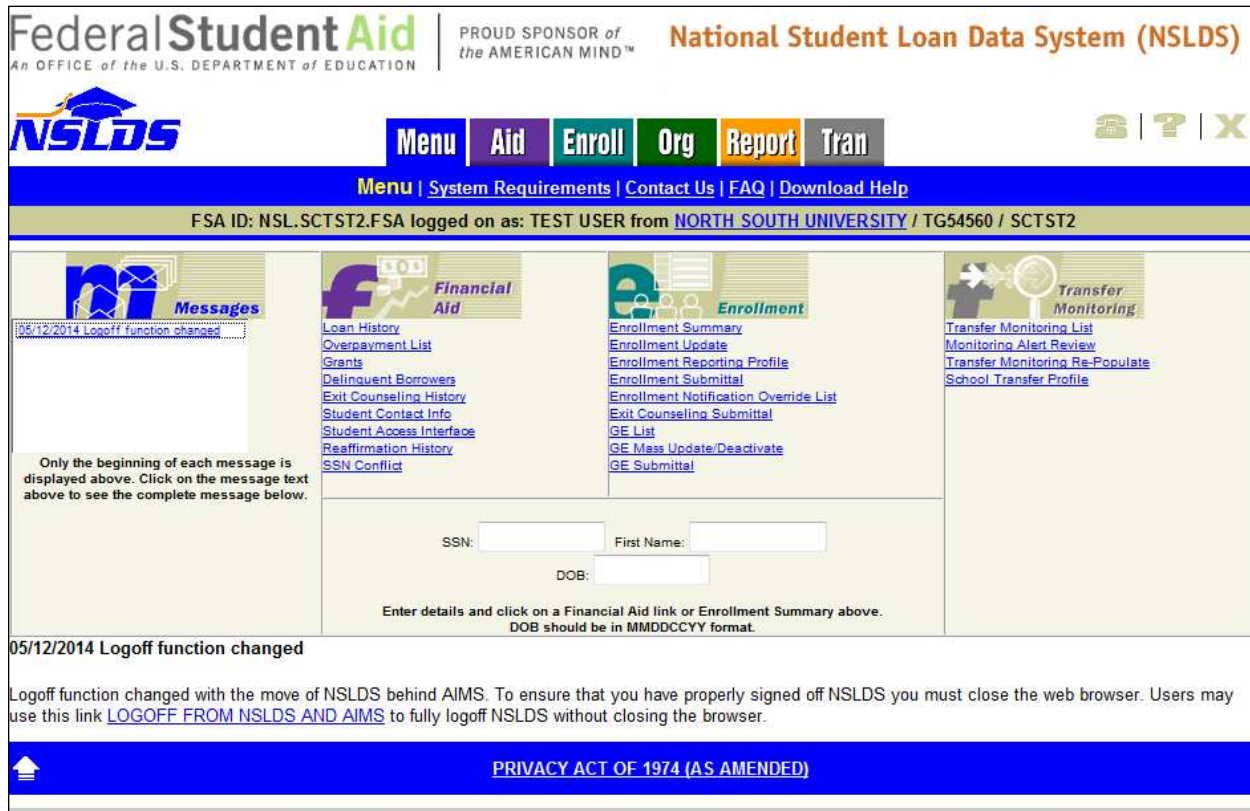 Federal Student Aid
An OFFICE of the U.S. DEPARTMENT of EDUCATION
PROUD SPONSOR of
the AMERICAN MIND™
National Student Loan Data System (NSLDS)
NSLDS
Menu Aid Enroll Org Report Tran
? | X
Menu | System Requirements | Contact Us | FAQ | Download Help
FSA ID: NSL.SCTST2.FSA logged on as: TEST USER from NORTH SOUTH UNIVERSITY / TG54560 / SCTST2
Messages
05/12/2014 Logoff function changed
Only the beginning of each message is
displayed above. Click on the message text
above to see the complete message below.
Financial
Aid
Loan History
Overpayment List
Grants
Delinquent Borrowers
Exit Counseling History
Student Contact Info
Student Access Interface
Reaffirmation History
SSN Conflict
Enrollment
Enrollment Summary
Enrollment Update
Enrollment Reporting Profile
Enrollment Submittal
Enrollment Notification Override List
Exit Counseling Submittal
GE List
GE Mass Update/Deactivate
GE Submittal
Transfer
Monitoring
Transfer Monitoring List
Monitoring Alert Review
Transfer Monitoring Re-Populate
School Transfer Profile
SSN: First Name:
DOB:
Enter details and click on a Financial Aid link or Enrollment Summary above.
DOB should be in MMDDCCYY format.
05/12/2014 Logoff function changed
Logoff function changed with the move of NSLDS behind AIMS. To ensure that you have properly signed off NSLDS you must close the web browser. Users may
use this link LOGOFF FROM NSLDS AND AIMS to fully logoff NSLDS without closing the browser.
PRIVACY ACT OF 1974 (AS AMENDED)